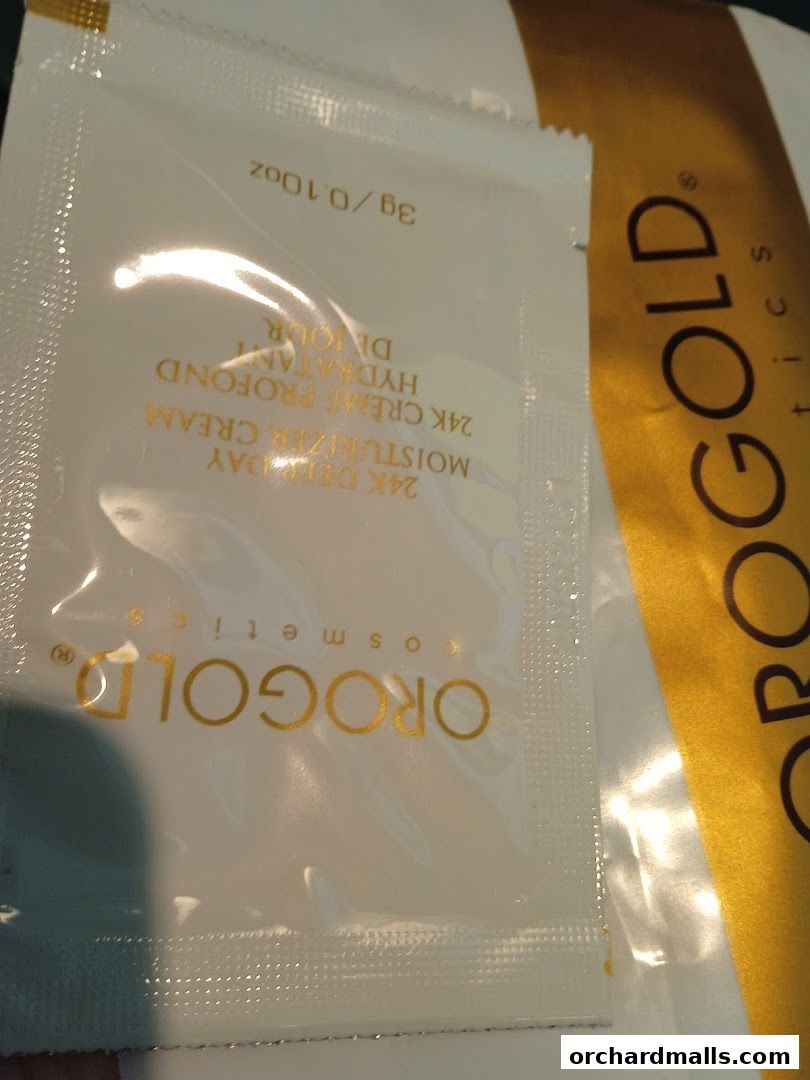 OROGOLD®
cosmetics
24K DEEP DAY
MOISTURIZER CREAM
24K CRÈME PROFOND
HYDRATANT
DE JOUR
3g/0.10oz
OROGOLD®
tics
orchardmalls.com